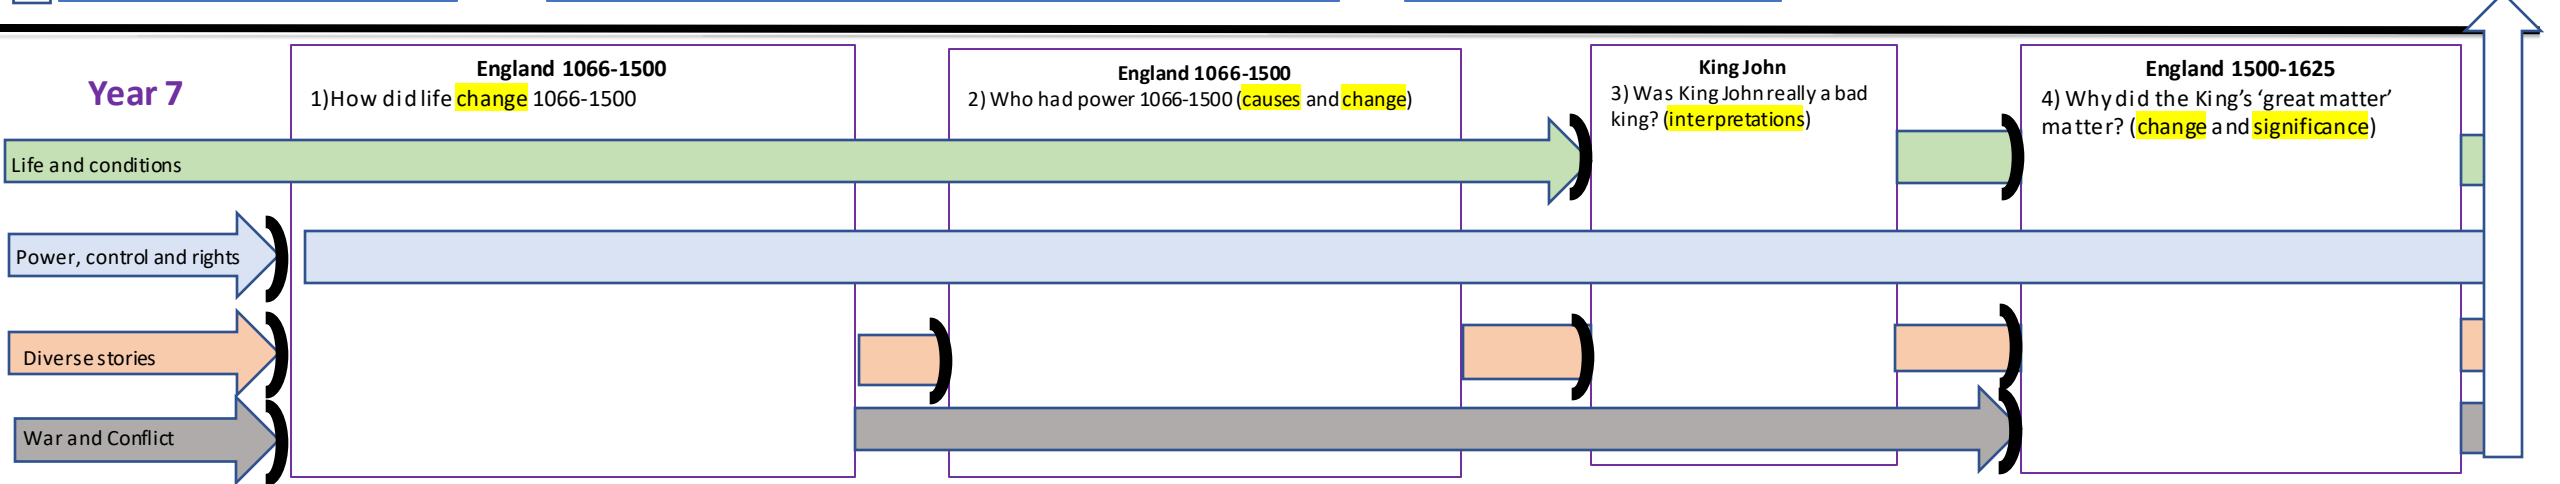 Year 7
England 1066-1500
1)How did life change 1066-1500
England 1066-1500
2) Who had power 1066-1500 (causes and change)
King John
3) Was King John really a bad
king? (interpretations)
England 1500-1625
4) Why did the King's ‘great matter’
matter? (change and significance)
Life and conditions
Power, control and rights
Diverse stories
War and Conflict